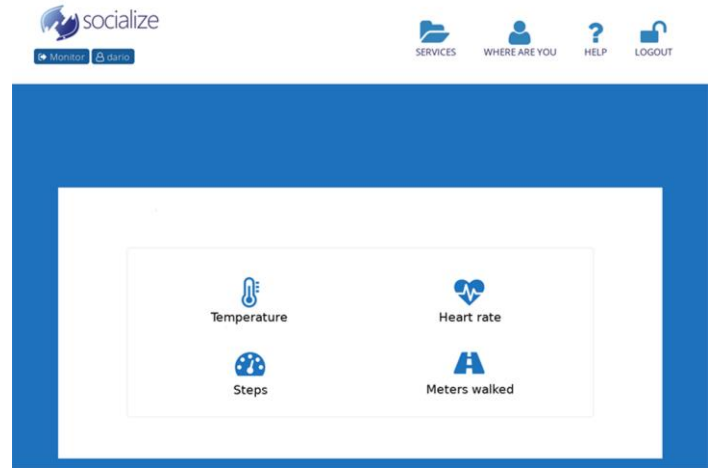 socialize
Monitor dario
SERVICES WHERE ARE YOU HELP LOGOUT
Temperature Heart rate
Steps Meters walked